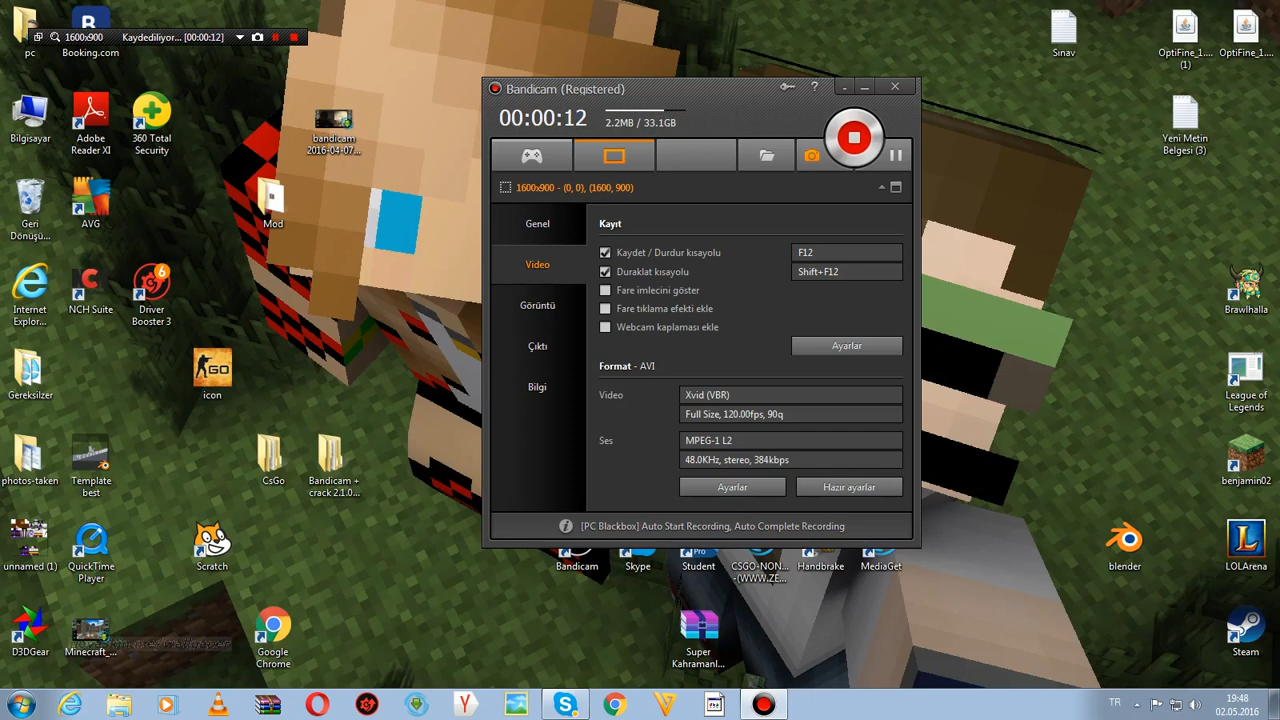 pc
Booking.com
1600x900
Kaydediliyor... [00:00:12]
Sınav
OptiFine_1....
(1)
OptiFine_1....
Bilgisayar
Adobe
Reader XI
360 Total
Security
bandicam
2016-04-07...
Yeni Metin
Belgesi (3)
Geri
Dönüşü...
AVG
Mod
Internet
Explor...
NCH Suite
Driver
Booster 3
Brawlhalla
Gereksilzer
GO
icon
League of
Legends
photos-taken
Template
best
CsGo
Bandicam +
crack 2.1.0...
benjamin02
unnamed (1)
QuickTime
Player
Scratch
Bandicam
Skype
Pro
Student
CSGO-NON...
-(WWW.ZE...
Handbrake
MediaGet
blender
LOLArena
D3DGear
Minecraft_...
Google
Chrome
Super
Kahramanl...
Steam
Bandicam (Registered)
00:00:12
2.2MB / 33.1GB
1600x900 - (0, 0), (1600, 900)
Genel
Video
Görüntü
Çıktı
Bilgi
Kayıt
Kaydet / Durdur kısayolu
F12
Duraklat kısayolu
Shift+F12
Fare imlecini göster
Fare tıklama efekti ekle
Webcam kaplaması ekle
Ayarlar
Format - AVI
Video
Xvid (VBR)
Full Size, 120.00fps, 90q
Ses
MPEG-1 L2
48.0KHz, stereo, 384kbps
Ayarlar
Hazır ayarlar
[PC Blackbox] Auto Start Recording, Auto Complete Recording
TR
19:48
02.05.2016